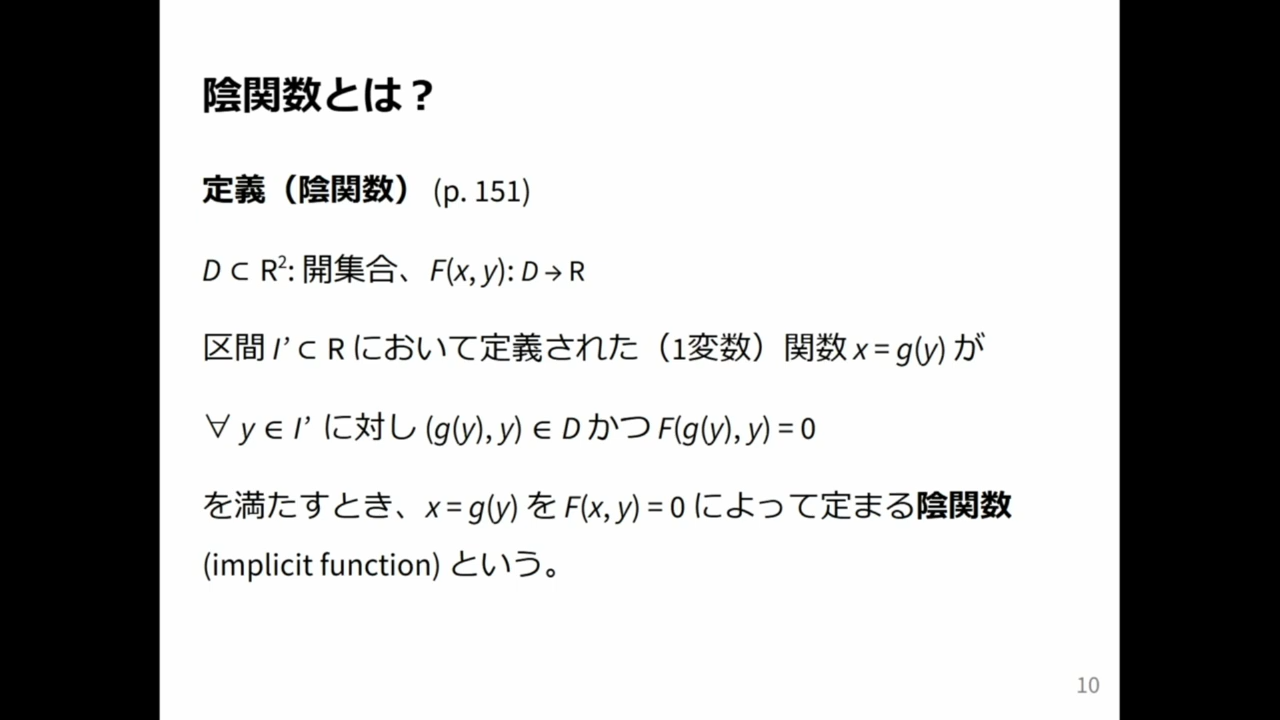 陰関数とは？
定義（陰関数） (p. 151)
D ⊂ R²: 開集合、F(x, y): D → R
区間 I’ ⊂ R において定義された（1変数）関数 x = g(y) が
∀ y ∈ I’ に対し (g(y), y) ∈ D かつ F(g(y), y) = 0
を満たすとき、x = g(y) を F(x, y) = 0 によって定まる陰関数
(implicit function) という。
10